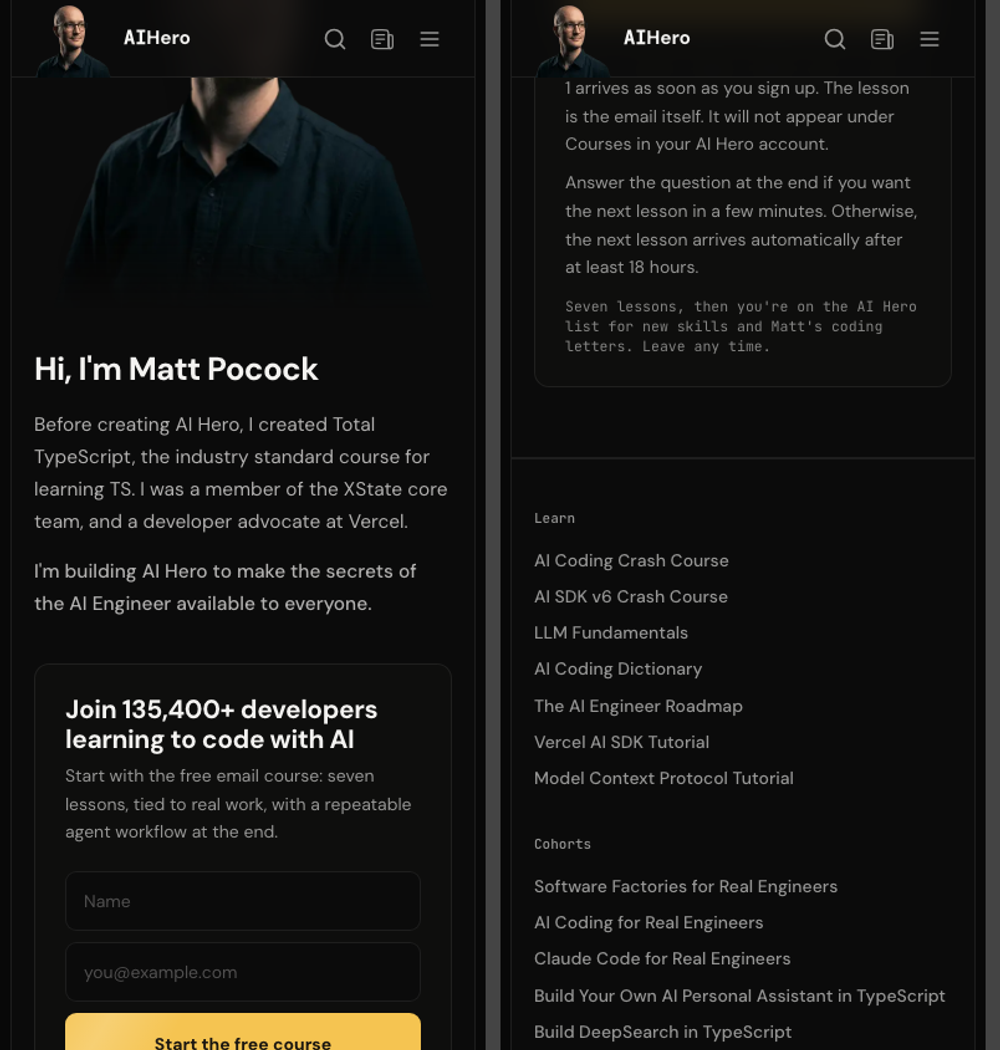 AIHero
Hi, I'm Matt Pocock
Before creating AI Hero, I created Total
TypeScript, the industry standard course for
learning TS. I was a member of the XState core
team, and a developer advocate at Vercel.
I'm building AI Hero to make the secrets of
the AI Engineer available to everyone.
Join 135,400+ developers
learning to code with AI
Start with the free email course: seven
lessons, tied to real work, with a repeatable
agent workflow at the end.
Name
you@example.com
Start the free course
AIHero
1 arrives as soon as you sign up. The lesson
is the email itself. It will not appear under
Courses in your AI Hero account.
Answer the question at the end if you want
the next lesson in a few minutes. Otherwise,
the next lesson arrives automatically after
at least 18 hours.
Seven lessons, then you're on the AI Hero
list for new skills and Matt's coding
letters. Leave any time.
Learn
AI Coding Crash Course
AI SDK v6 Crash Course
LLM Fundamentals
AI Coding Dictionary
The AI Engineer Roadmap
Vercel AI SDK Tutorial
Model Context Protocol Tutorial
Cohorts
Software Factories for Real Engineers
AI Coding for Real Engineers
Claude Code for Real Engineers
Build Your Own AI Personal Assistant in TypeScript
Build DeepSearch in TypeScript